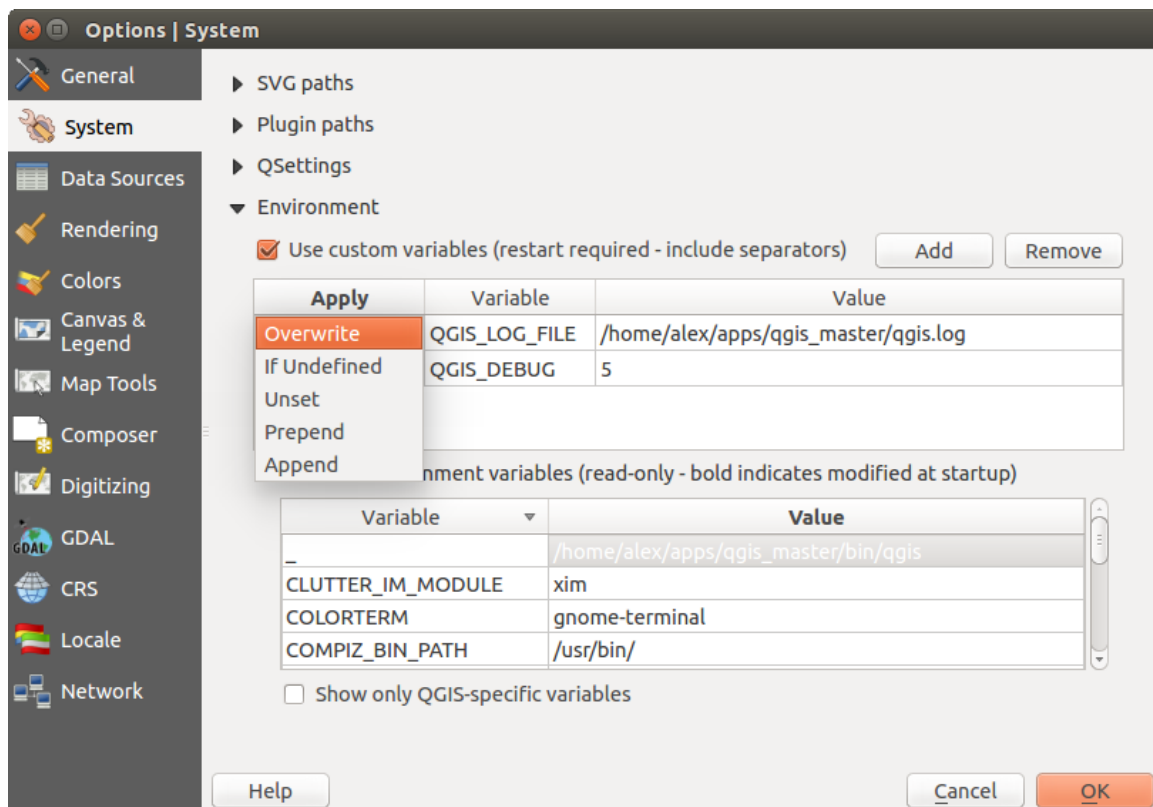 Options | System
General
System
Data Sources
Rendering
Colors
Canvas &
Legend
Map Tools
Composer
Digitizing
GDAL
GDAL
CRS
Locale
Network
SVG paths
Plugin paths
QSettings
Environment
Use custom variables (restart required - include separators) Add Remove
Apply Variable Value
Overwrite QGIS_LOG_FILE /home/alex/apps/qgis_master/qgis.log
If Undefined QGIS_DEBUG 5
Unset
Prepend
Append
variables (read-only - bold indicates modified at startup)
Variable Value
_ /home/alex/apps/qgis_master/bin/qgis
CLUTTER_IM_MODULE xim
COLORTERM gnome-terminal
COMPIZ_BIN_PATH /usr/bin/
Show only QGIS-specific variables
Help Cancel OK